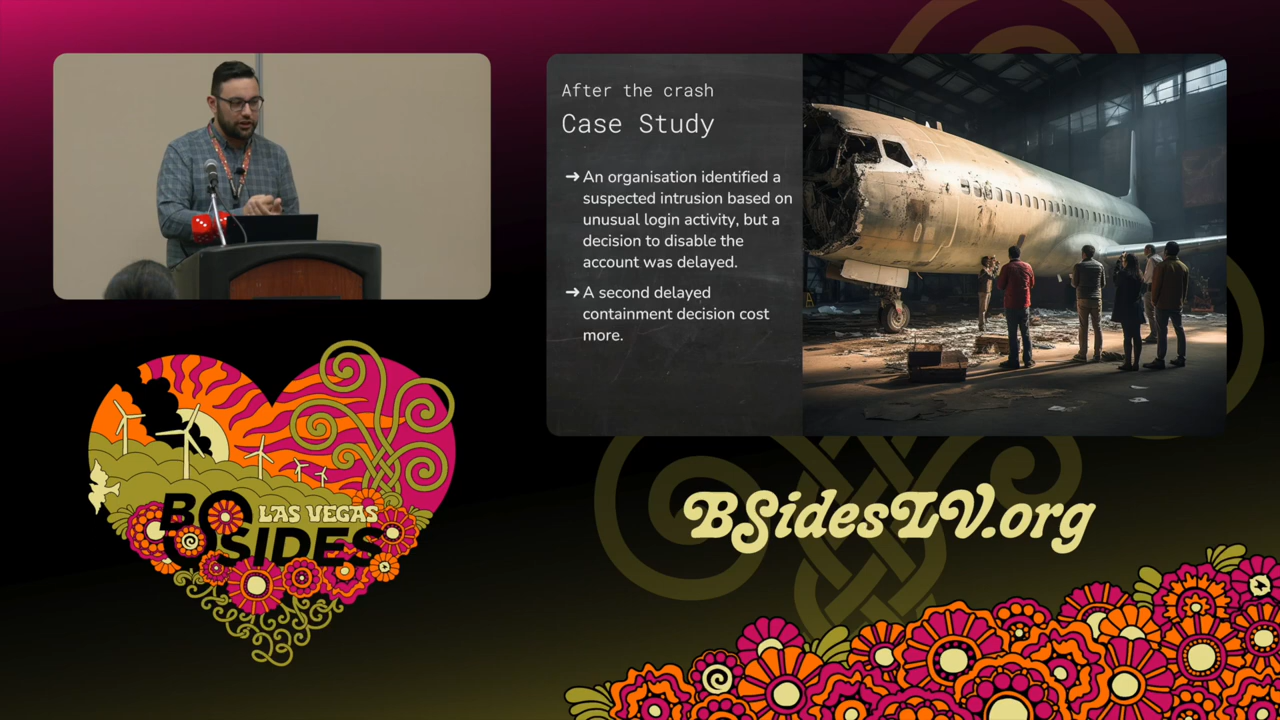 After the crash
Case Study
➜ An organisation identified a
suspected intrusion based on
unusual login activity, but a
decision to disable the
account was delayed.
➜ A second delayed
containment decision cost
more.
BSIDES
LAS VEGAS
BSidesLV.org